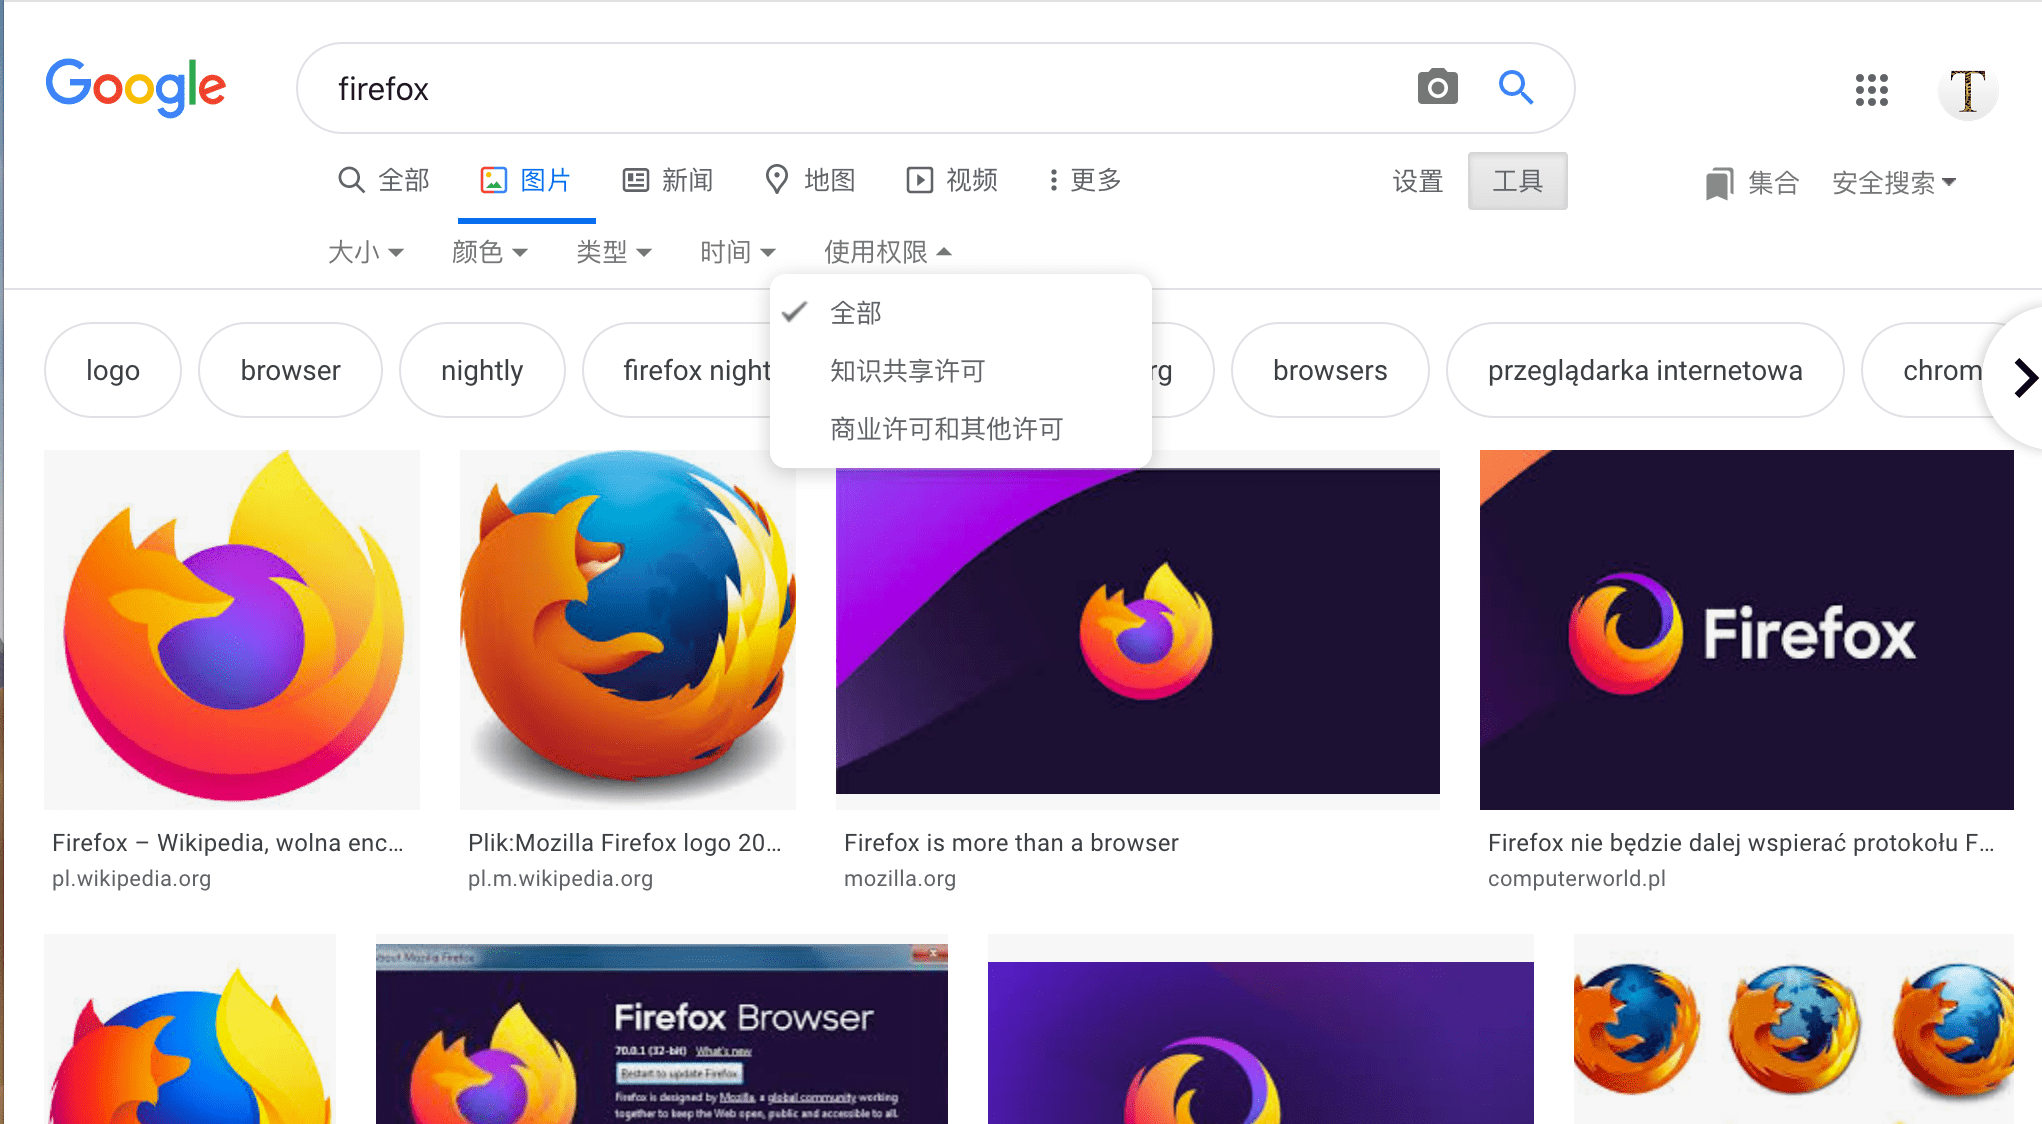 Google
firefox
T
全部
图片
新闻
地图
视频
更多
设置
工具
集合
安全搜索
大小
颜色
类型
时间
使用权限
全部
知识共享许可
商业许可和其他许可
logo
browser
nightly
firefox night
rg
browsers
przeglądarka internetowa
chrom
Firefox
Firefox – Wikipedia, wolna enc...
pl.wikipedia.org
Plik:Mozilla Firefox logo 20...
pl.m.wikipedia.org
Firefox is more than a browser
mozilla.org
Firefox nie będzie dalej wspierać protokołu F...
computerworld.pl
About Mozilla Firefox
Firefox Browser
70.0.1 (32-bit) What's new
Restart to update Firefox
Firefox is designed by Mozilla, a global community working
together to keep the Web open, public and accessible to all.